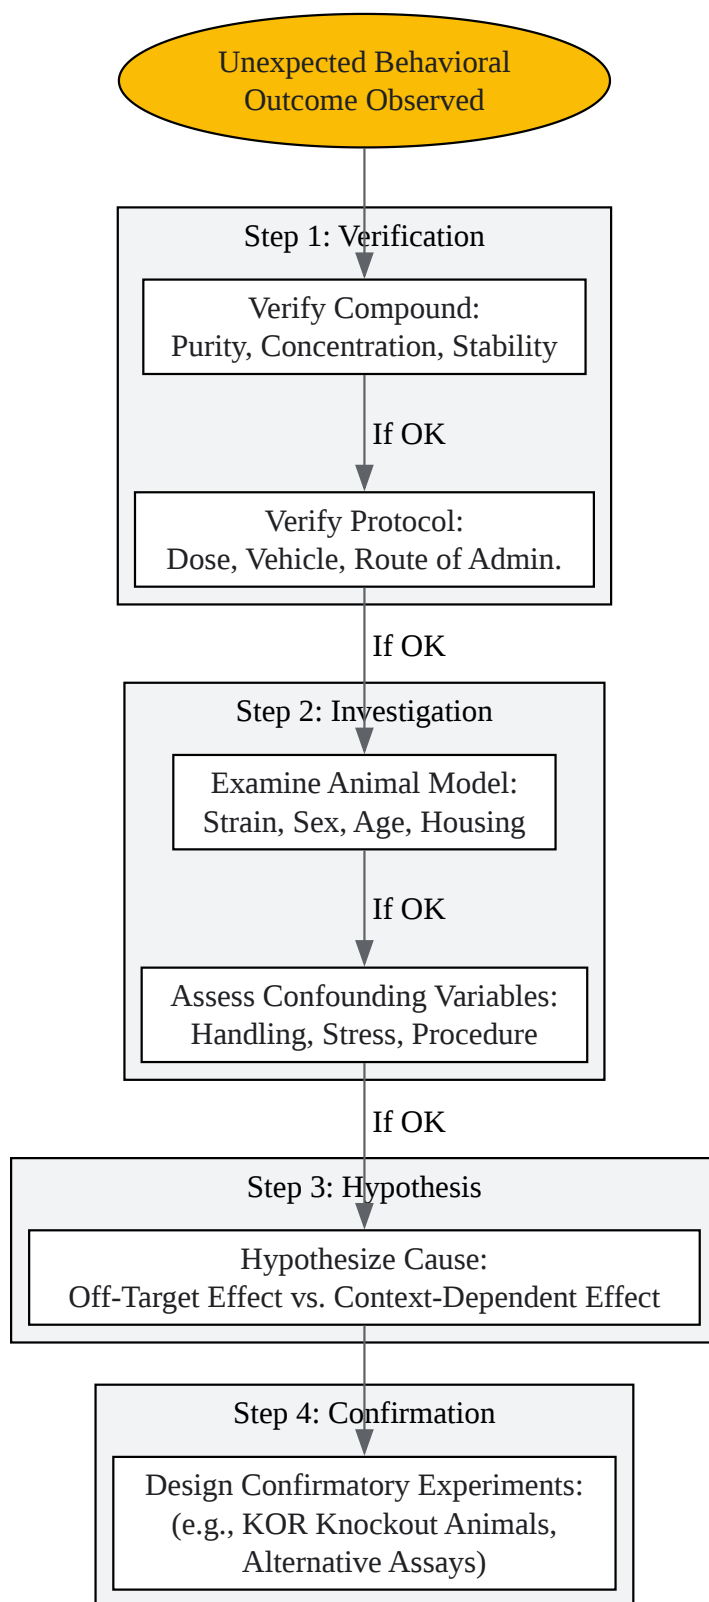 Unexpected Behavioral
Outcome Observed
Step 1: Verification
Verify Compound:
Purity, Concentration, Stability
If OK
Verify Protocol:
Dose, Vehicle, Route of Admin.
If OK
Step 2: Investigation
Examine Animal Model:
Strain, Sex, Age, Housing
If OK
Assess Confounding Variables:
Handling, Stress, Procedure
If OK
Step 3: Hypothesis
Hypothesize Cause:
Off-Target Effect vs. Context-Dependent Effect
Step 4: Confirmation
Design Confirmatory Experiments:
(e.g., KOR Knockout Animals,
Alternative Assays)